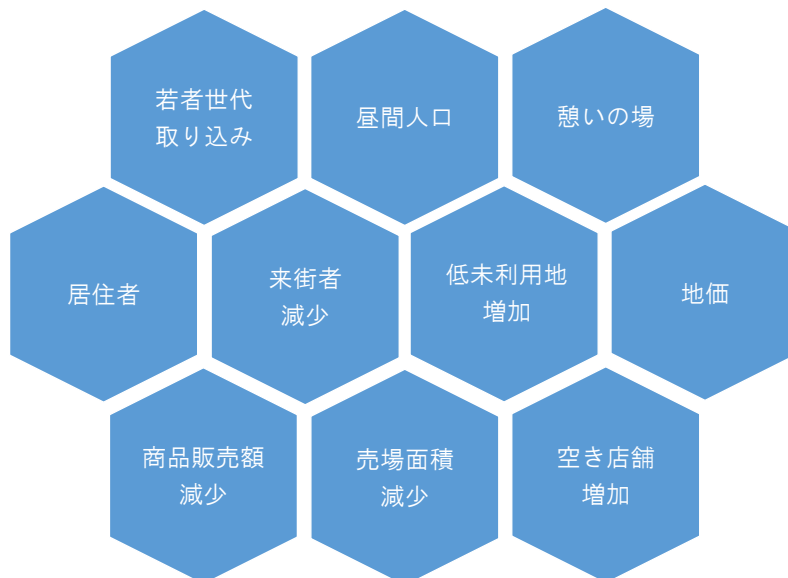 若者世代
取り込み
昼間人口
憩いの場
居住者
来街者
減少
低未利用地
増加
地価
商品販売額
減少
売場面積
減少
空き店舗
増加